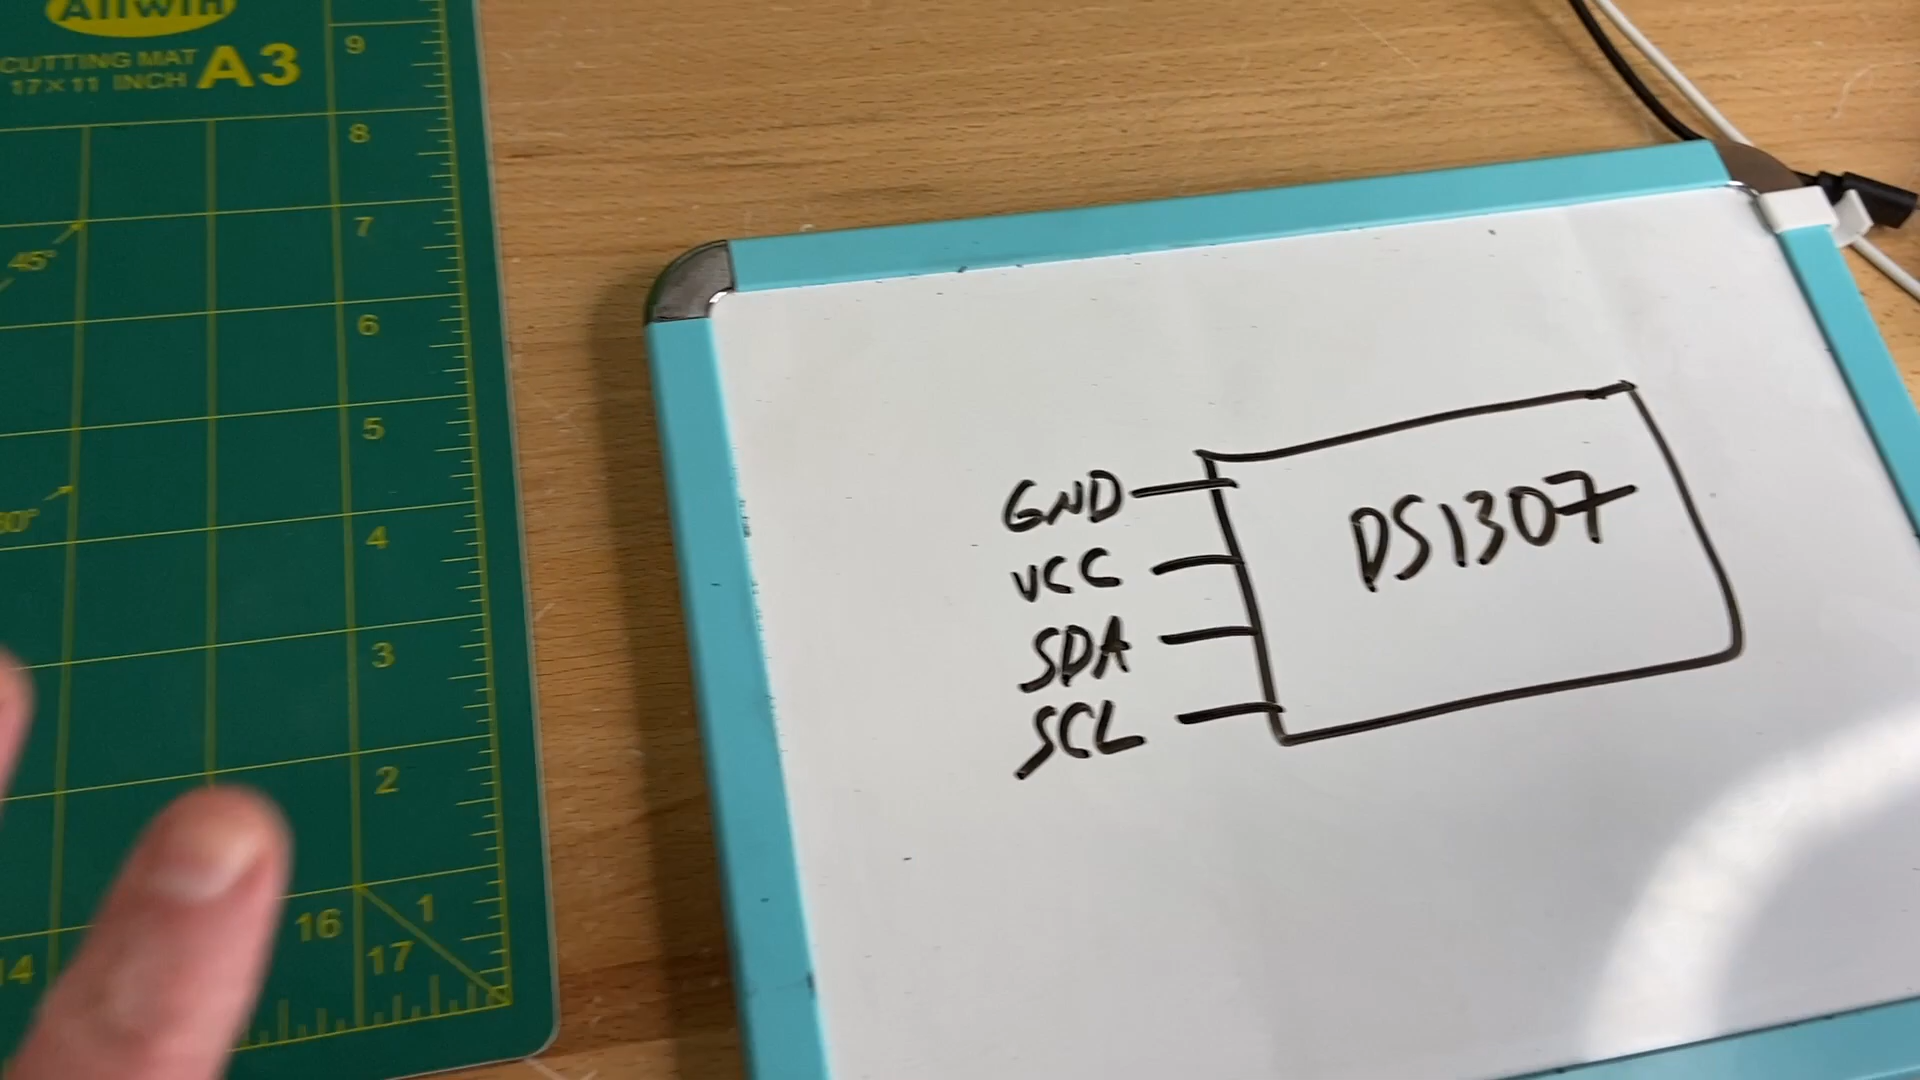 Allwin
CUTTING MAT
17×11 INCH
A3
9
8
7
45°
6
5
4
3
2
1
16
17
14
GND
VCC
SDA
SCL
DS1307